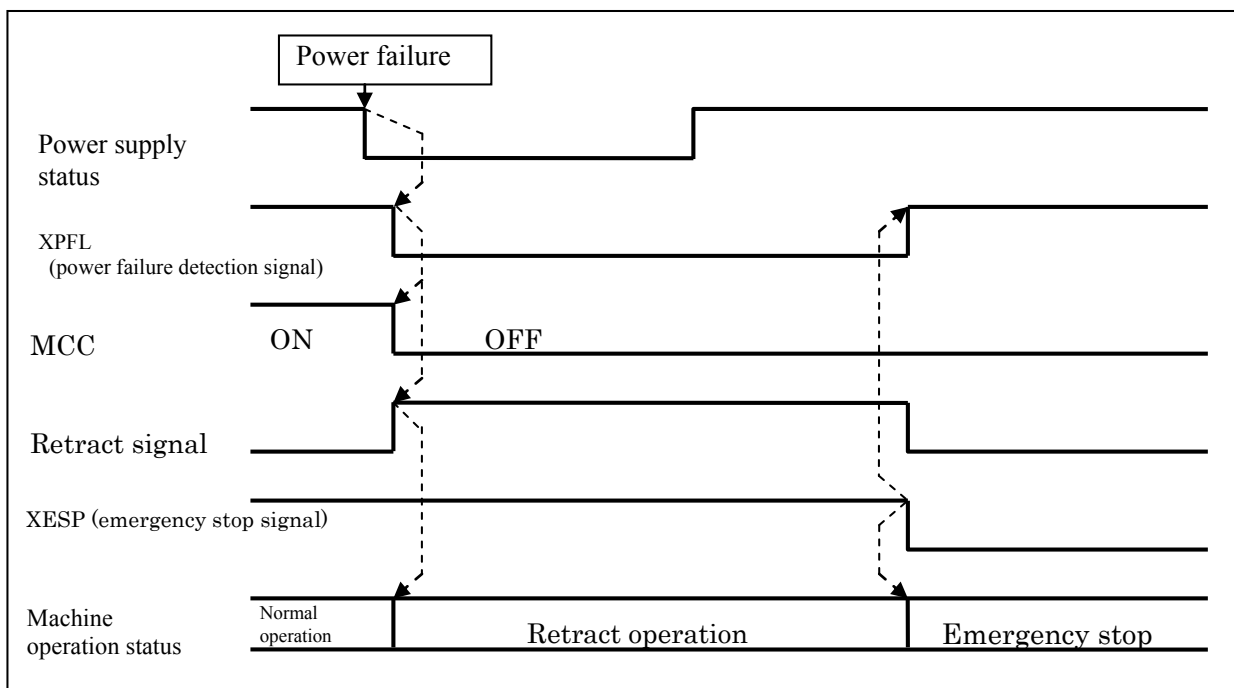 Power failure
Power supply
status
XPFL
(power failure detection signal)
MCC
ON
OFF
Retract signal
XESP (emergency stop signal)
Machine
operation status
Normal
operation
Retract operation
Emergency stop